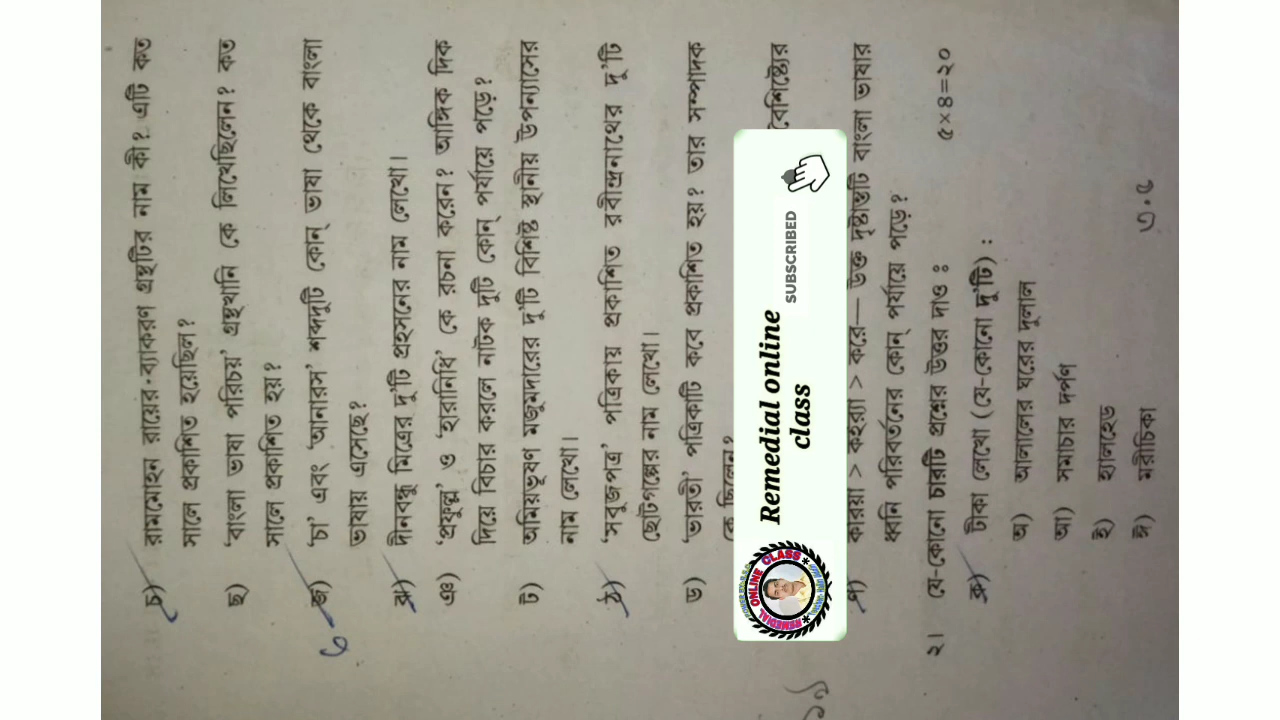 চ) রামমোহন রায়ের ব্যাকরণ গ্রন্থটির নাম কী? এটি কত
সালে প্রকাশিত হয়েছিল?
ছ) ‘বাংলা ভাষা পরিচয়’ গ্রন্থখানি কে লিখেছিলেন? কত
সালে প্রকাশিত হয়?
জ) ‘চা’ এবং ‘আনারস’ শব্দদুটি কোন্ ভাষা থেকে বাংলা
ভাষায় এসেছে?
ঝ) দীনবন্ধু মিত্রের দু’টি প্রহসনের নাম লেখো।
ঞ) ‘প্রফুল্ল’ ও ‘হারানিধি’ কে রচনা করেন? আঙ্গিক দিক
দিয়ে বিচার করলে নাটক দুটি কোন্ পর্যায়ে পড়ে?
ট) অমিয়ভূষণ মজুমদারের দু’টি বিশিষ্ট স্থানীয় উপন্যাসের
নাম লেখো।
ঠ) ‘সবুজপত্র’ পত্রিকায় প্রকাশিত রবীন্দ্রনাথের দু’টি
ছোটগল্পের নাম লেখো।
ড) ‘ভারতী’ পত্রিকাটি কবে প্রকাশিত হয়? তার সম্পাদক
কে ছিলেন?
বৈশিষ্ট্যের
Remedial online
class
SUBSCRIBED
REMEDIAL ONLINE CLASS
ণ) কারয়া > কইর‍্যা > করে— উক্ত দৃষ্টান্তটি বাংলা ভাষার
ধ্বনি পরিবর্তনের কোন্ পর্যায়ে পড়ে?
২। যে-কোনো চারটি প্রশ্নের উত্তর দাও ঃ ৫×৪=২০
ক) টীকা লেখো (যে-কোনো দু’টি) :
অ) আলালের ঘরের দুলাল
আ) সমাচার দর্পণ
ই) হালহেড
ঈ) মরীচিকা